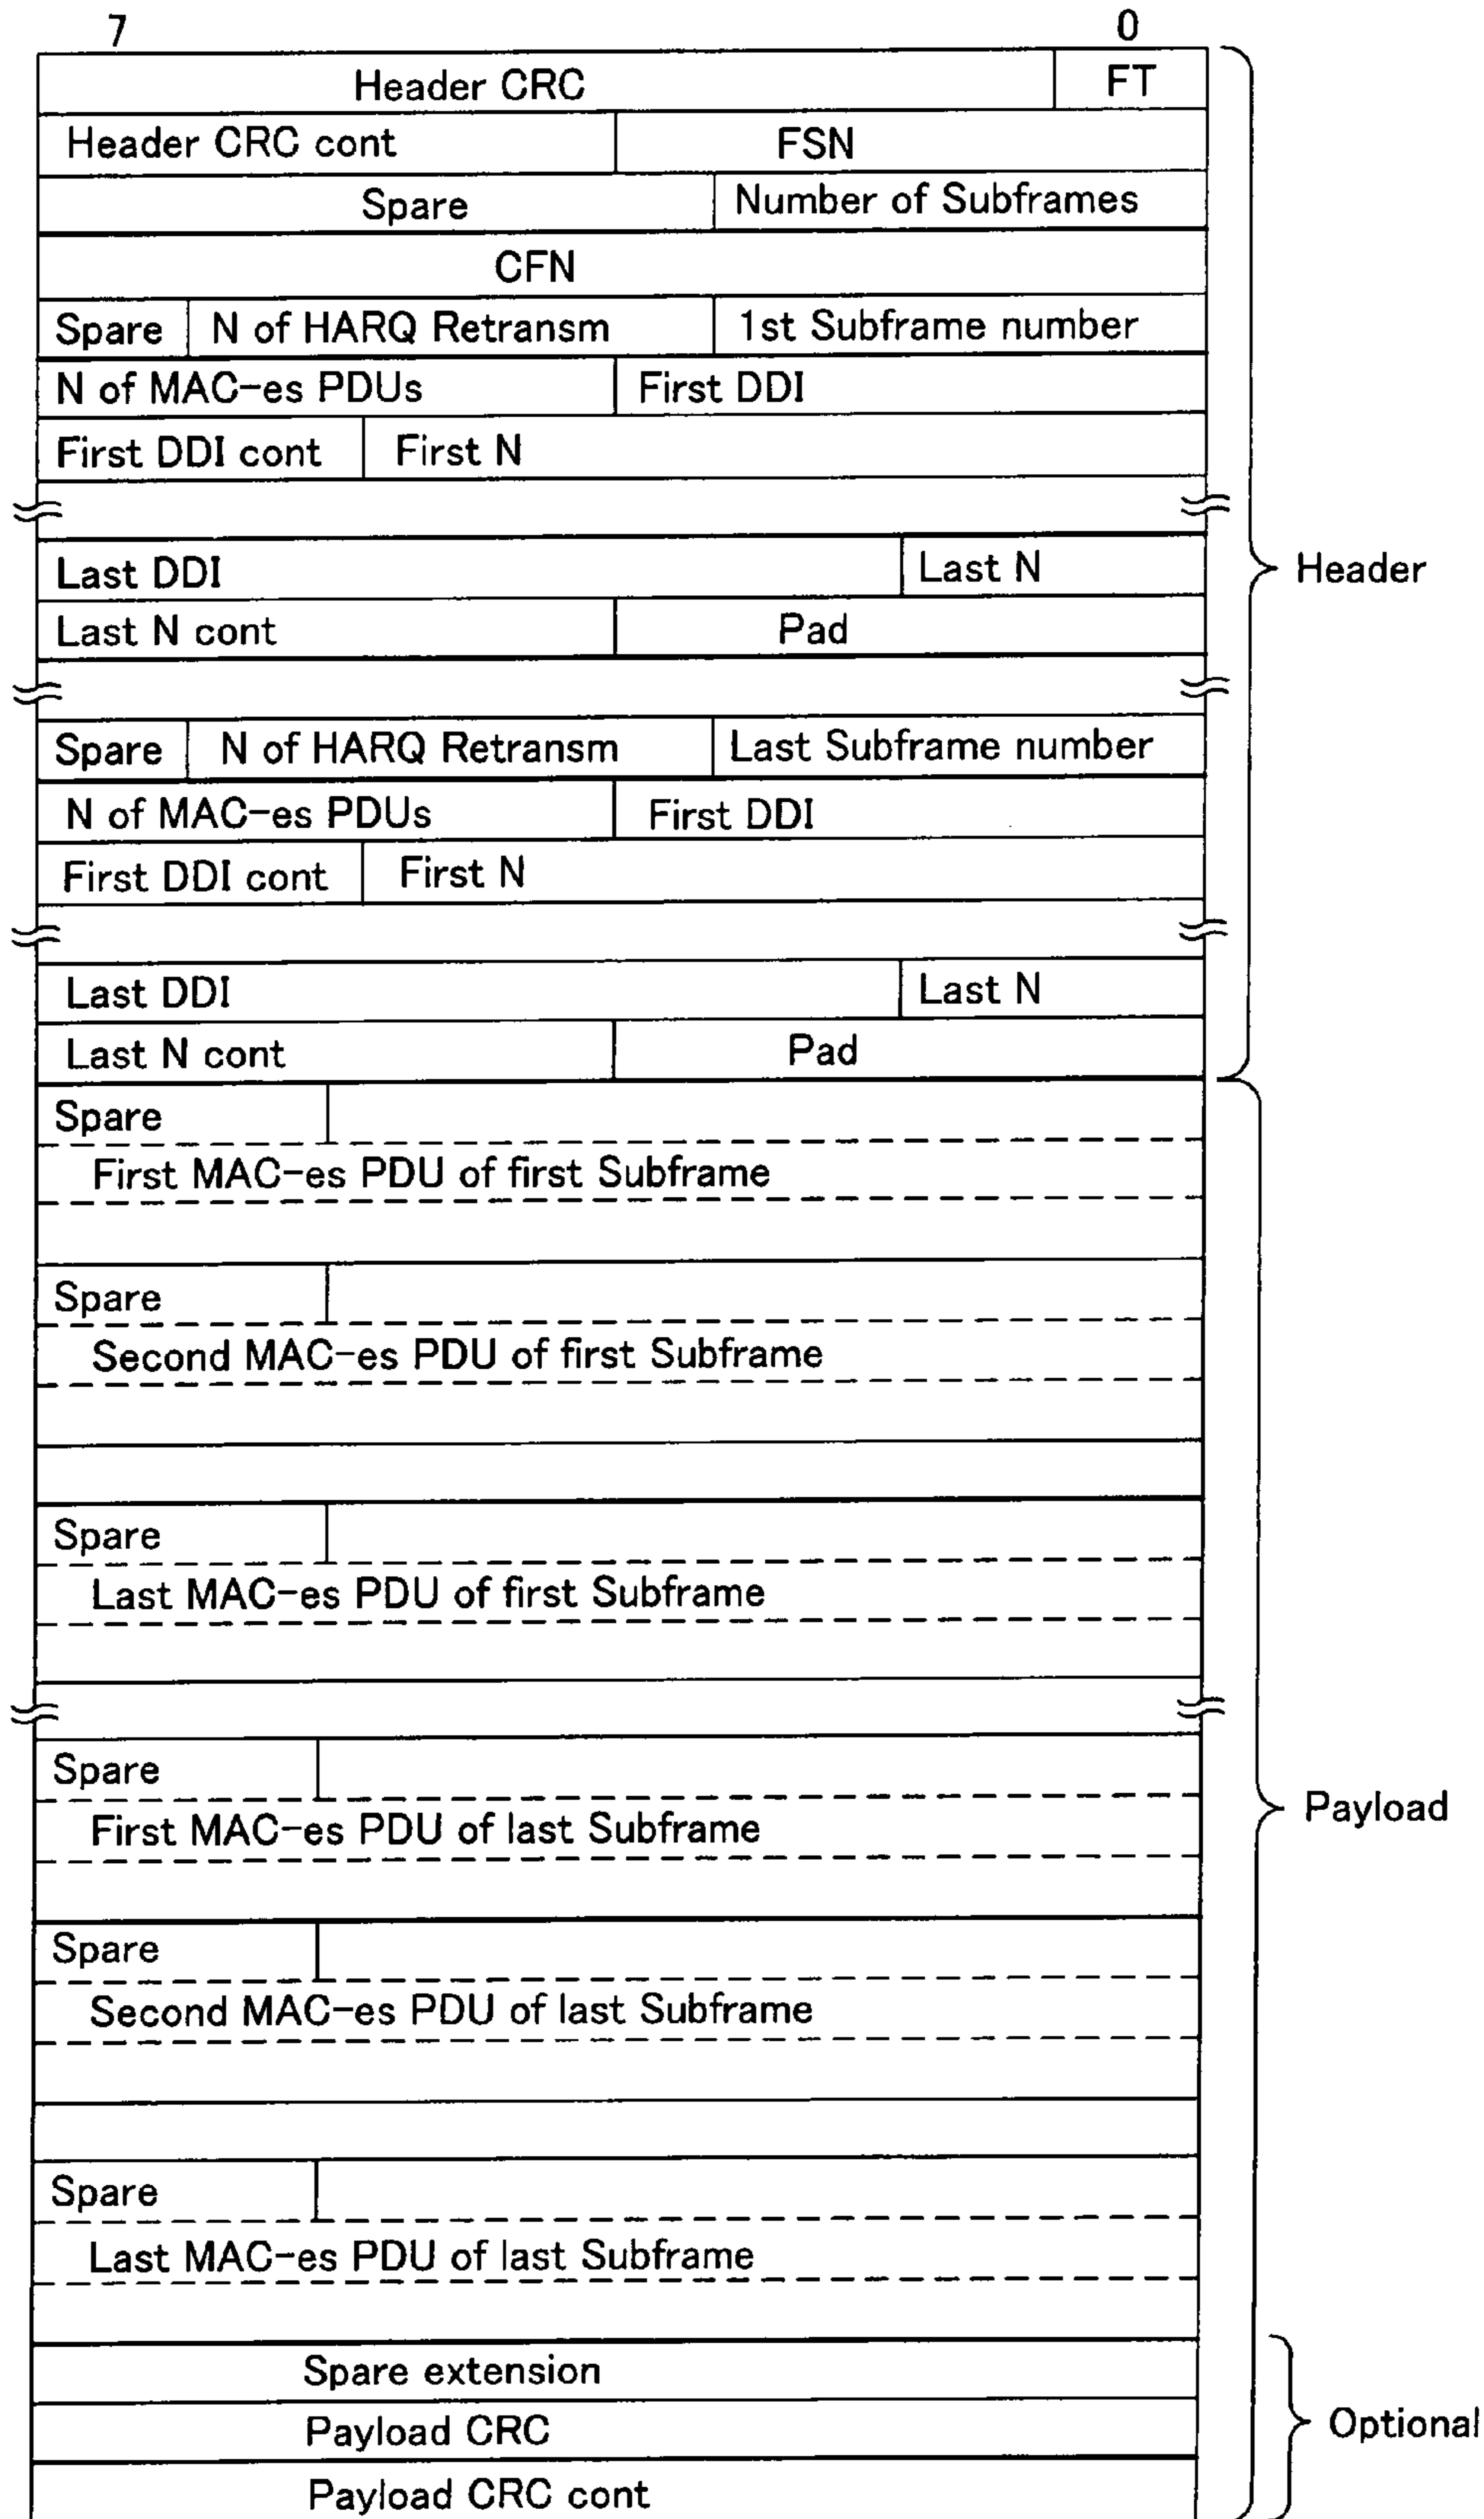 7 0
Header CRC FT
Header CRC cont FSN
Spare Number of Subframes
CFN
Spare N of HARQ Retransm 1st Subframe number
N of MAC-es PDUs First DDI
First DDI cont First N
Last DDI Last N
Header
Last N cont Pad
Spare N of HARQ Retransm Last Subframe number
N of MAC-es PDUs First DDI
First DDI cont First N
Last DDI Last N
Last N cont Pad
Spare
First MAC-es PDU of first Subframe
Spare
Second MAC-es PDU of first Subframe
Spare
Last MAC-es PDU of first Subframe
Spare
Payload
First MAC-es PDU of last Subframe
Spare
Second MAC-es PDU of last Subframe
Spare
Last MAC-es PDU of last Subframe
Spare extension
Payload CRC
Optional
Payload CRC cont